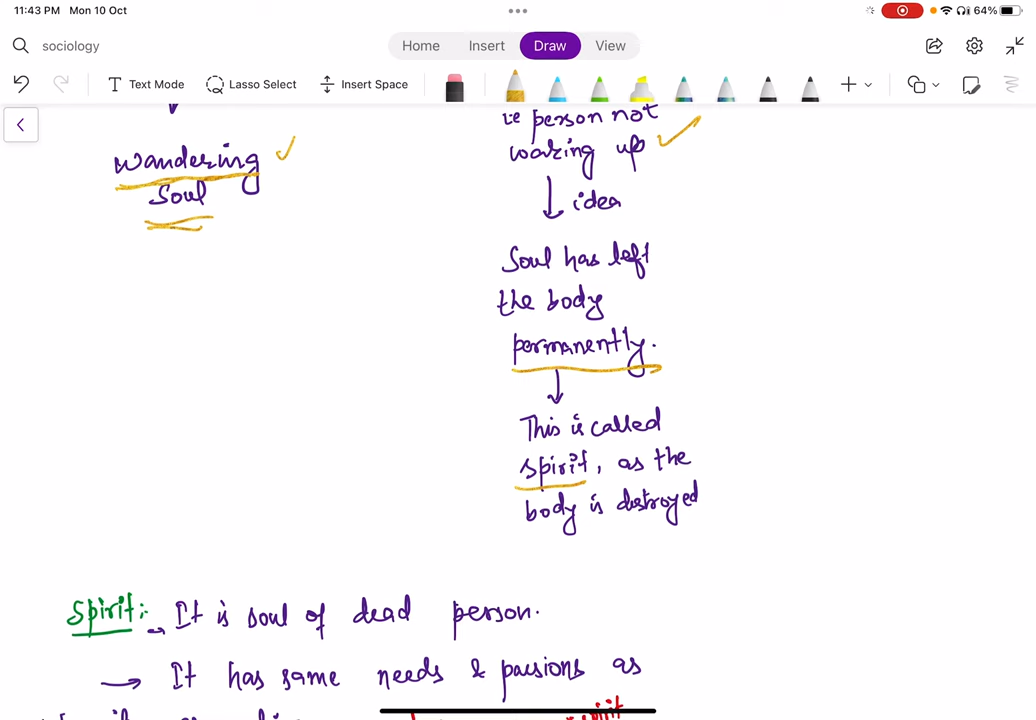 11:43 PM Mon 10 Oct
64%
sociology
Home Insert Draw View
Text Mode Lasso Select Insert Space
ie person not
waking up
wandering
Soul
idea
Soul has left
the body
permanently.
This is called
spirit, as the
body is destroyed
Spirit:- It is soul of dead person.
It has same needs & passions as
spirit